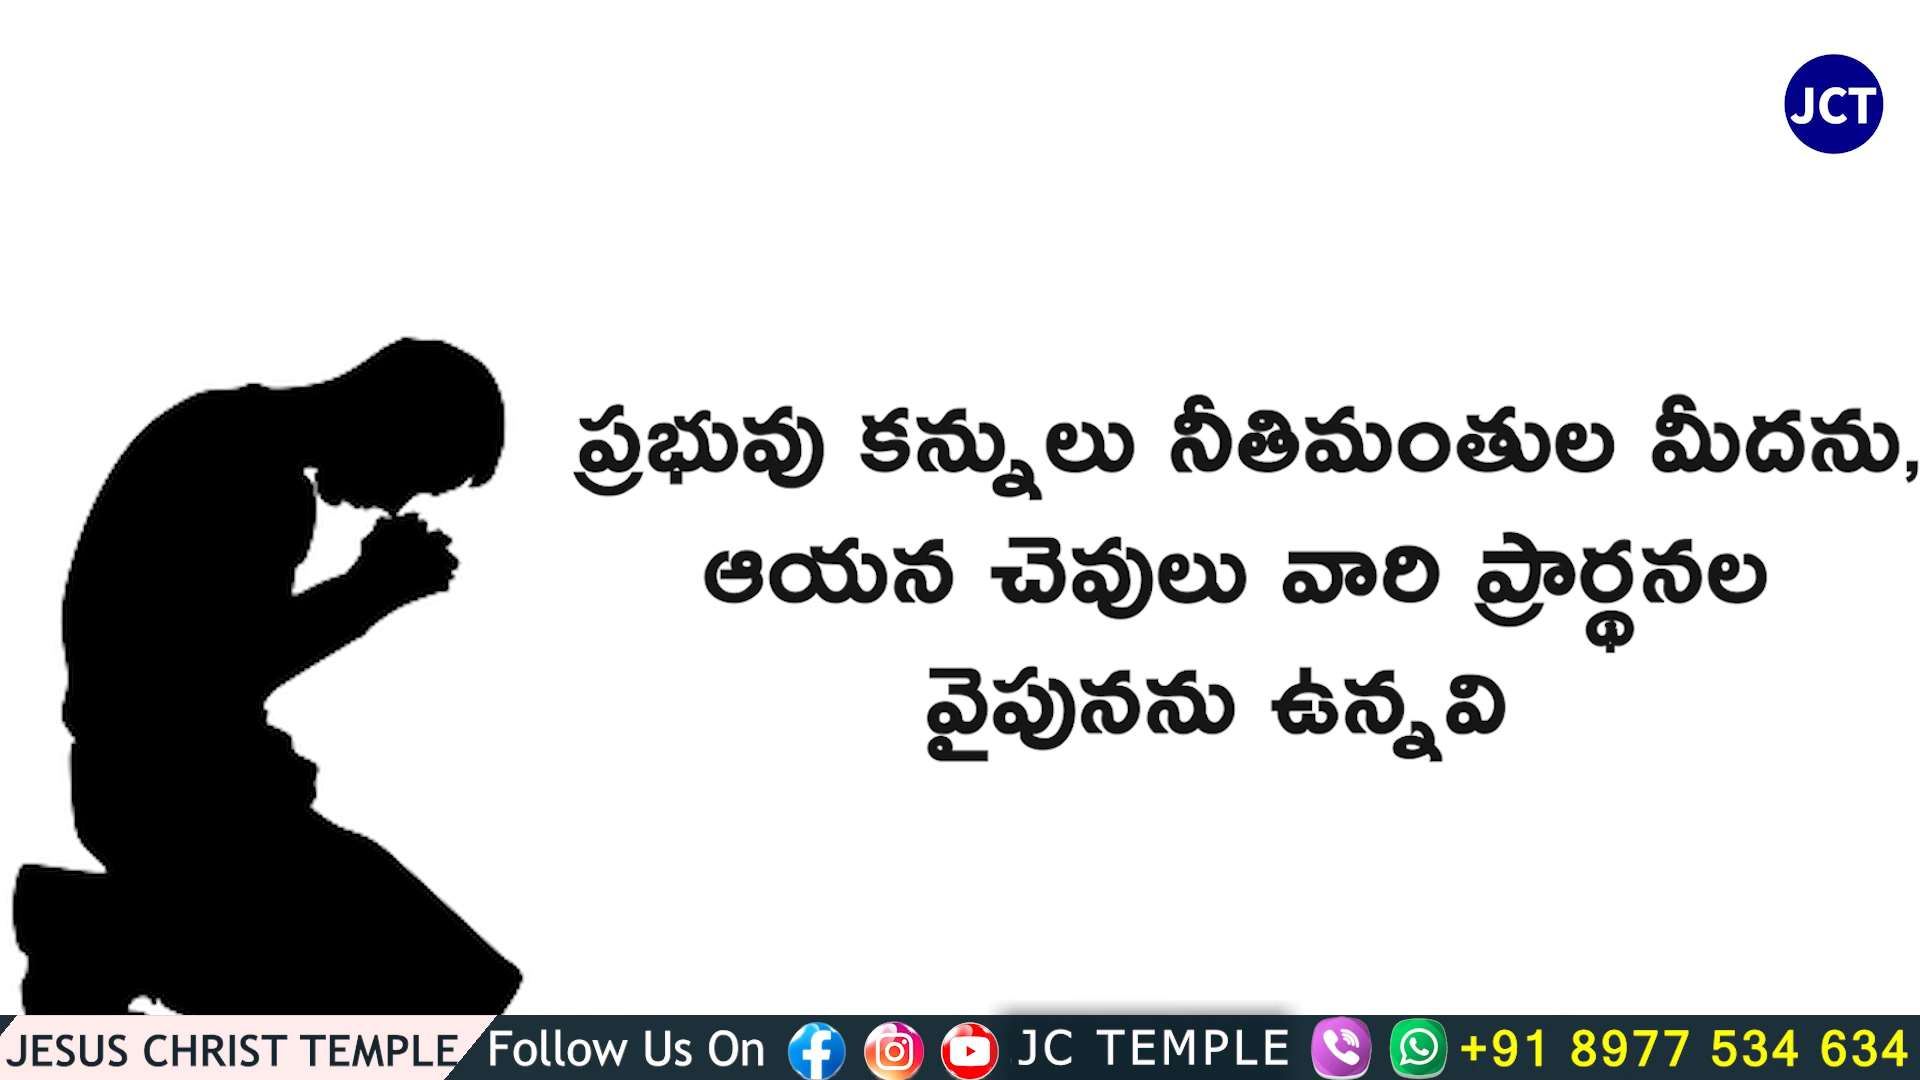 JCT
ప్రభువు కన్నులు నీతిమంతుల మీదను,
ఆయన చెవులు వారి ప్రార్థనల
వైపునను ఉన్నవి
JESUS CHRIST TEMPLE Follow Us On JC TEMPLE +91 8977 534 634